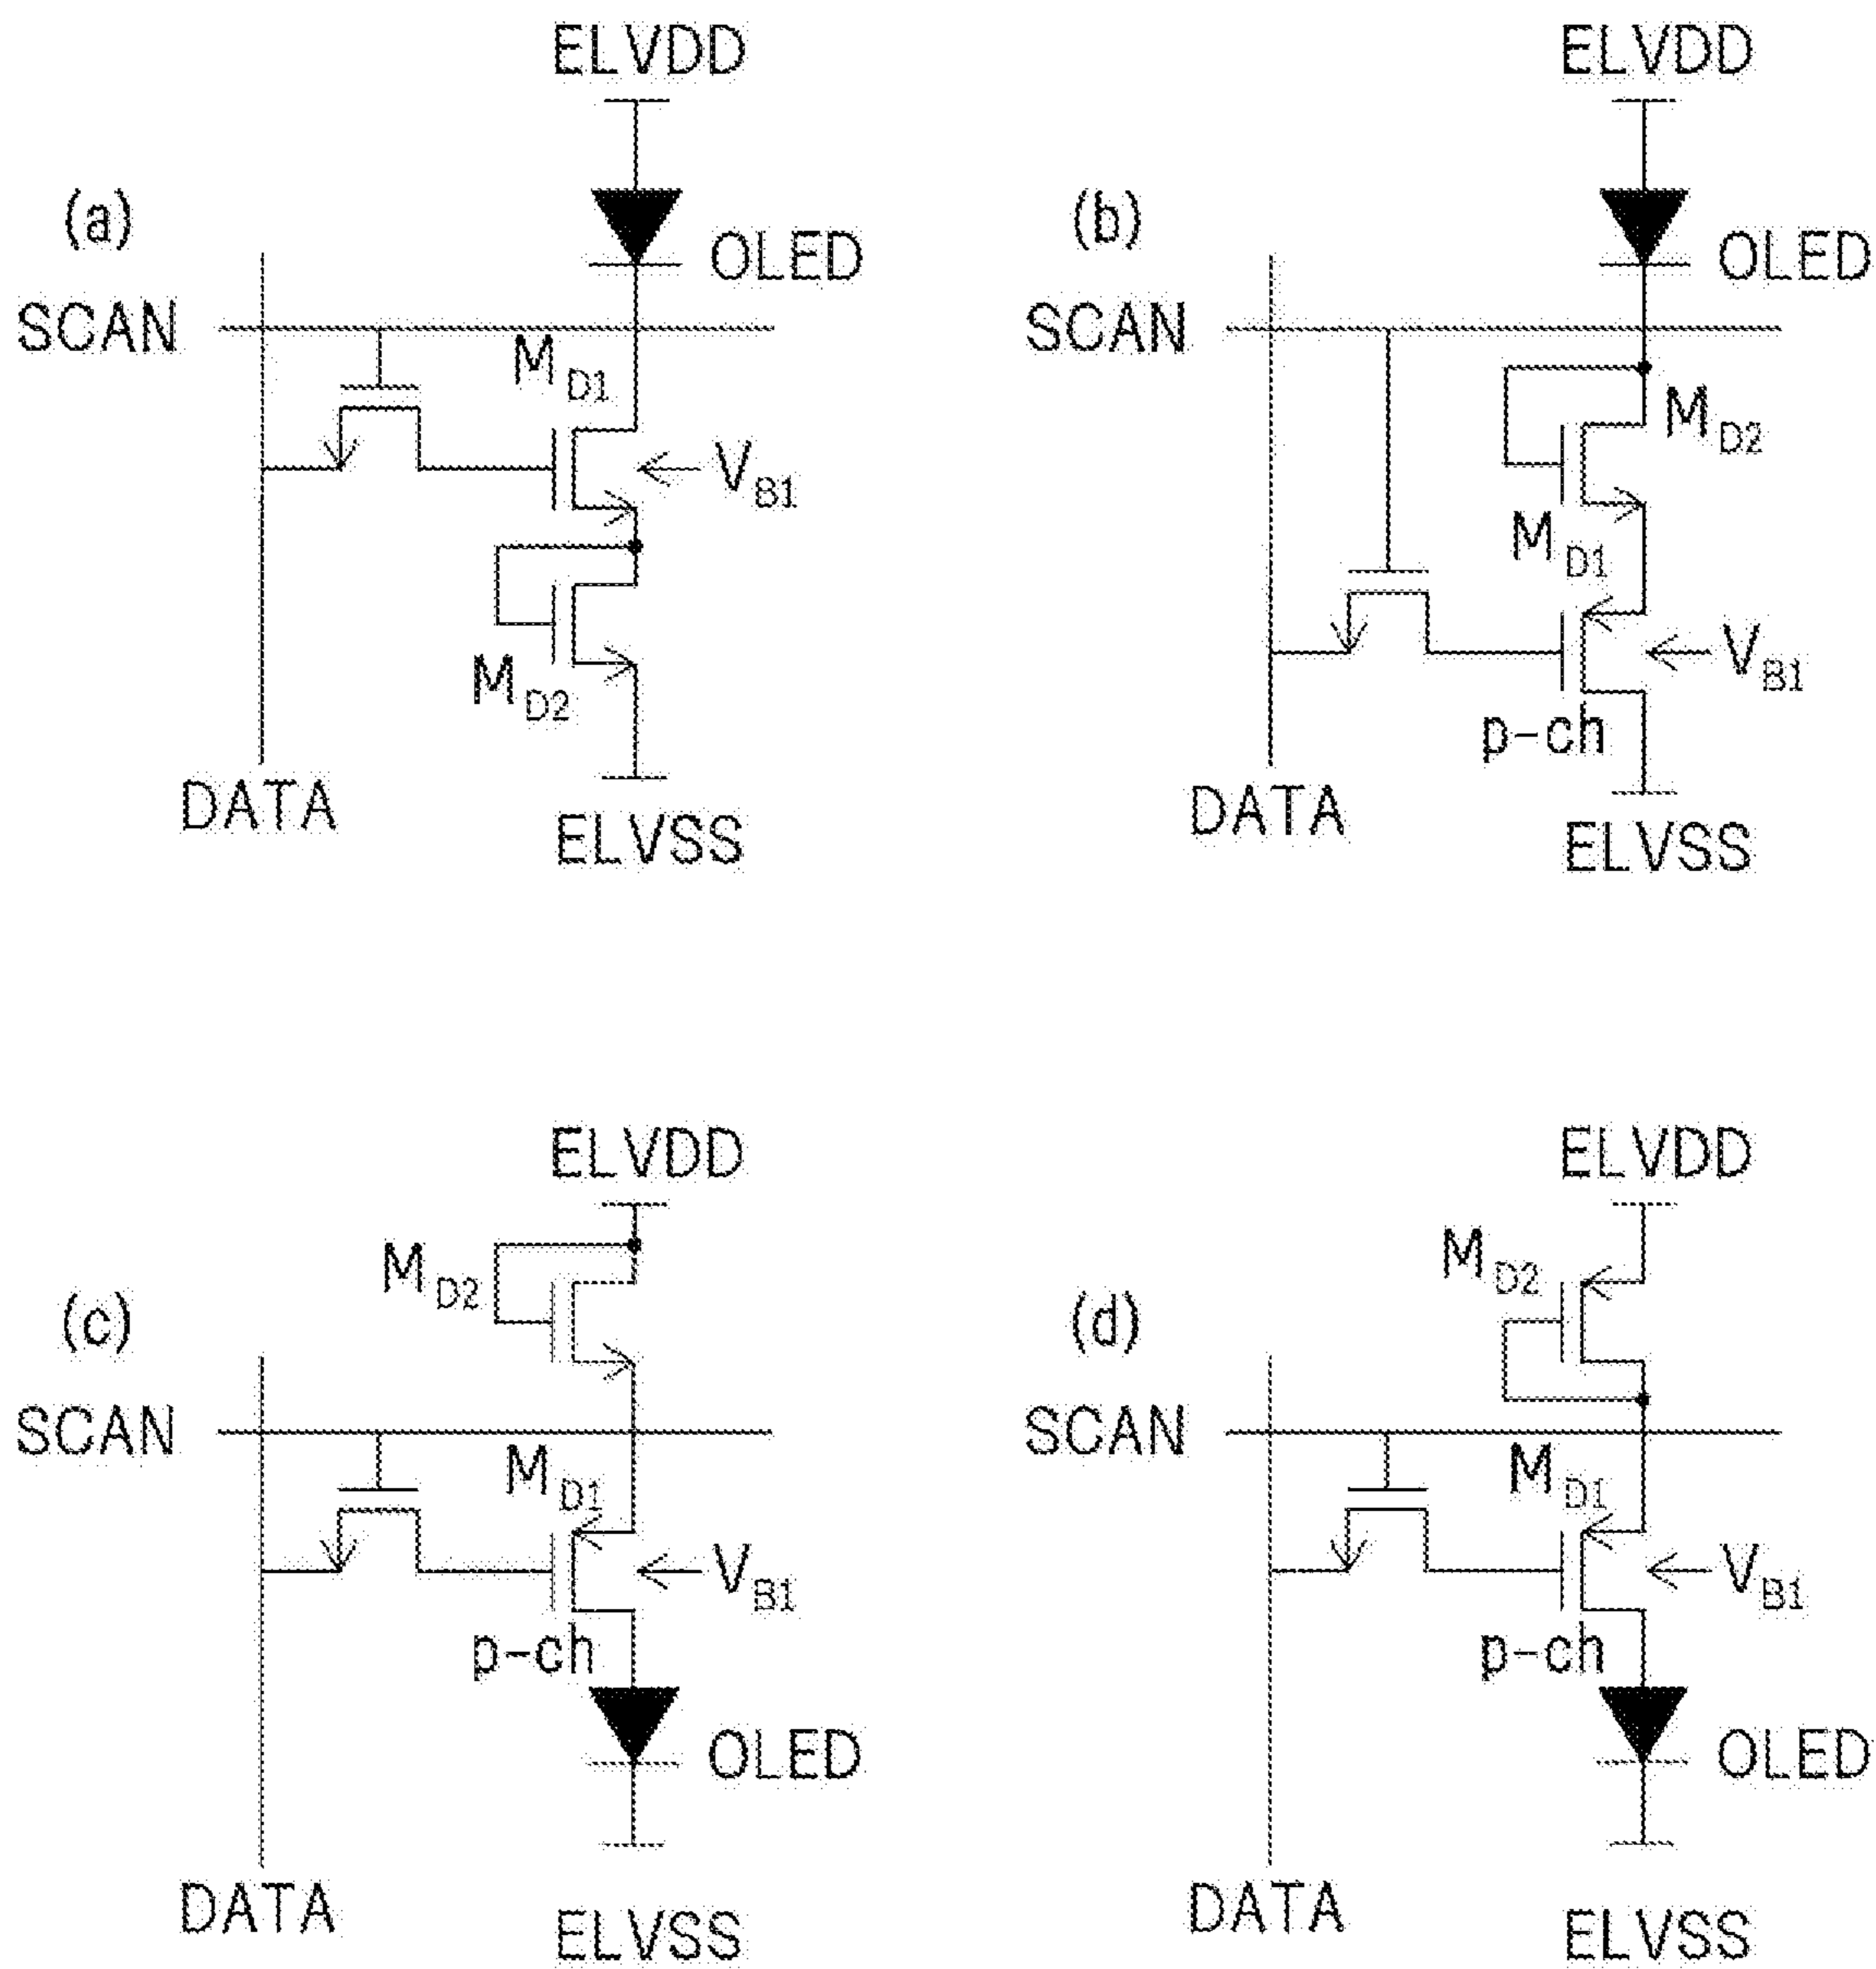 (a)
ELVDD
OLED
SCAN
M D1
V B1
M D2
DATA
ELVSS
(b)
ELVDD
OLED
SCAN
M D2
M D1
V B1
p-ch
DATA
ELVSS
(c)
ELVDD
M D2
SCAN
M D1
V B1
p-ch
OLED
DATA
ELVSS
(d)
ELVDD
M D2
SCAN
M D1
V B1
p-ch
OLED
DATA
ELVSS